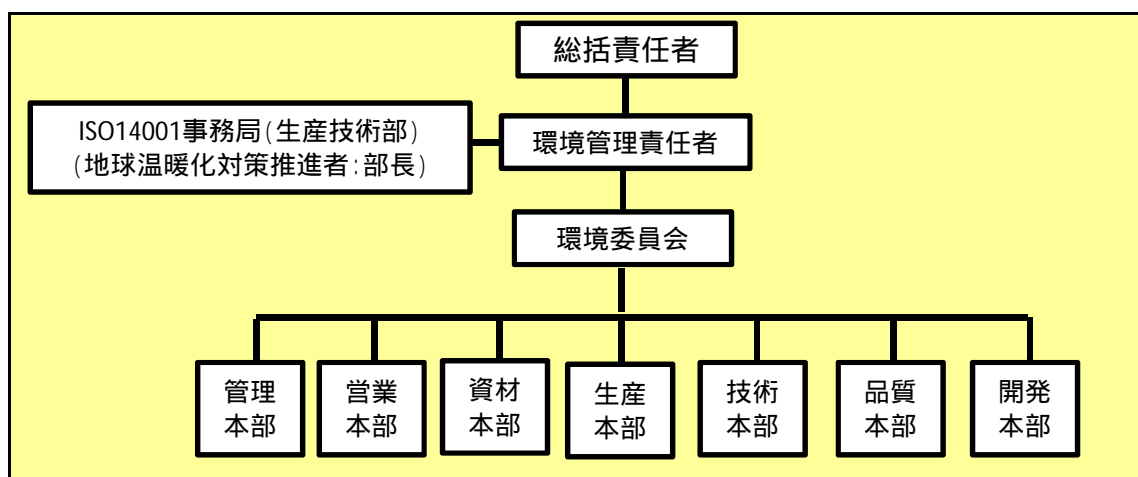 総括責任者
ISO14001事務局(生産技術部)
(地球温暖化対策推進者:部長)
環境管理責任者
環境委員会
管理
本部
営業
本部
資材
本部
生産
本部
技術
本部
品質
本部
開発
本部